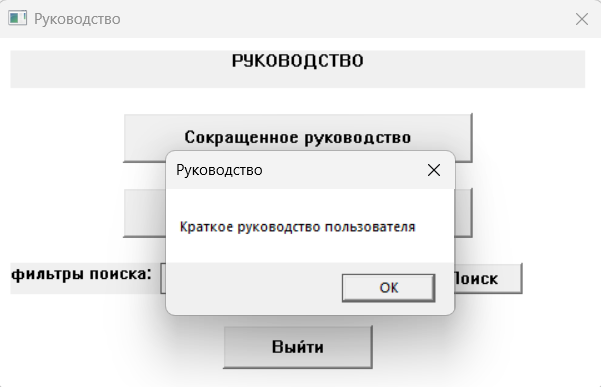 Руководство
РУКОВОДСТВО
Сокращенное руководство
Руководство
Краткое руководство пользователя
фильтры поиска:
OK
Поиск
Выйти